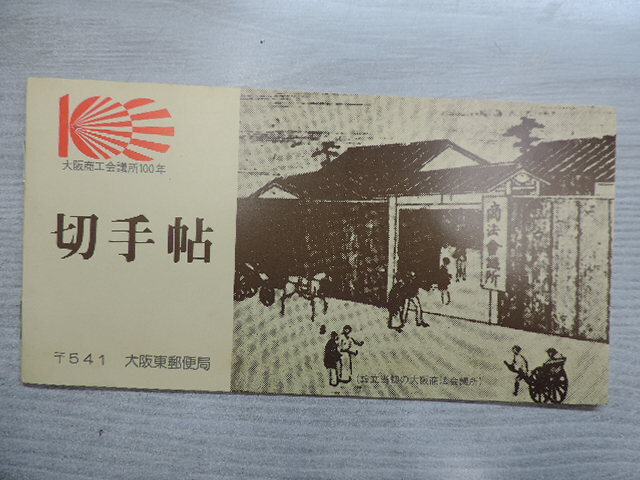 大阪商工会議所100年
切手帖
〒541 大阪東郵便局
商法會議所
(設立当初の大阪商法会議所)